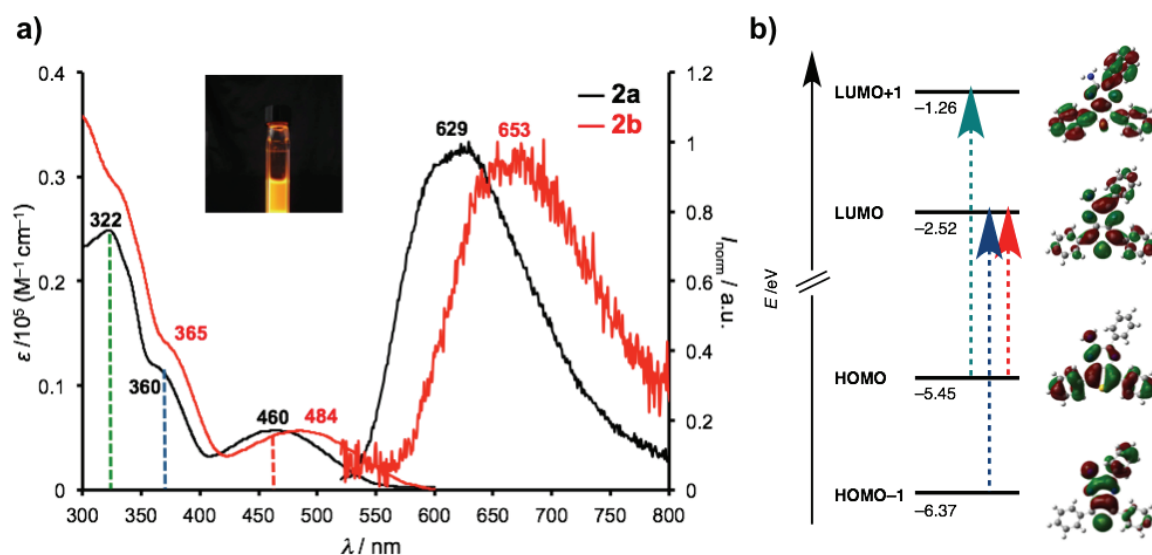 a)
b)
0.4
0.3
0.2
0.1
0
ε /10⁵ (M⁻¹ cm⁻¹)
1.2
1
0.8
0.6
0.4
0.2
0
Iₙₒᵣₘ / a.u.
2a
2b
322
360
365
460
484
629
653
300 350 400 450 500 550 600 650 700 750 800
λ / nm
E /eV
LUMO+1
–1.26
LUMO
–2.52
HOMO
–5.45
HOMO–1
–6.37